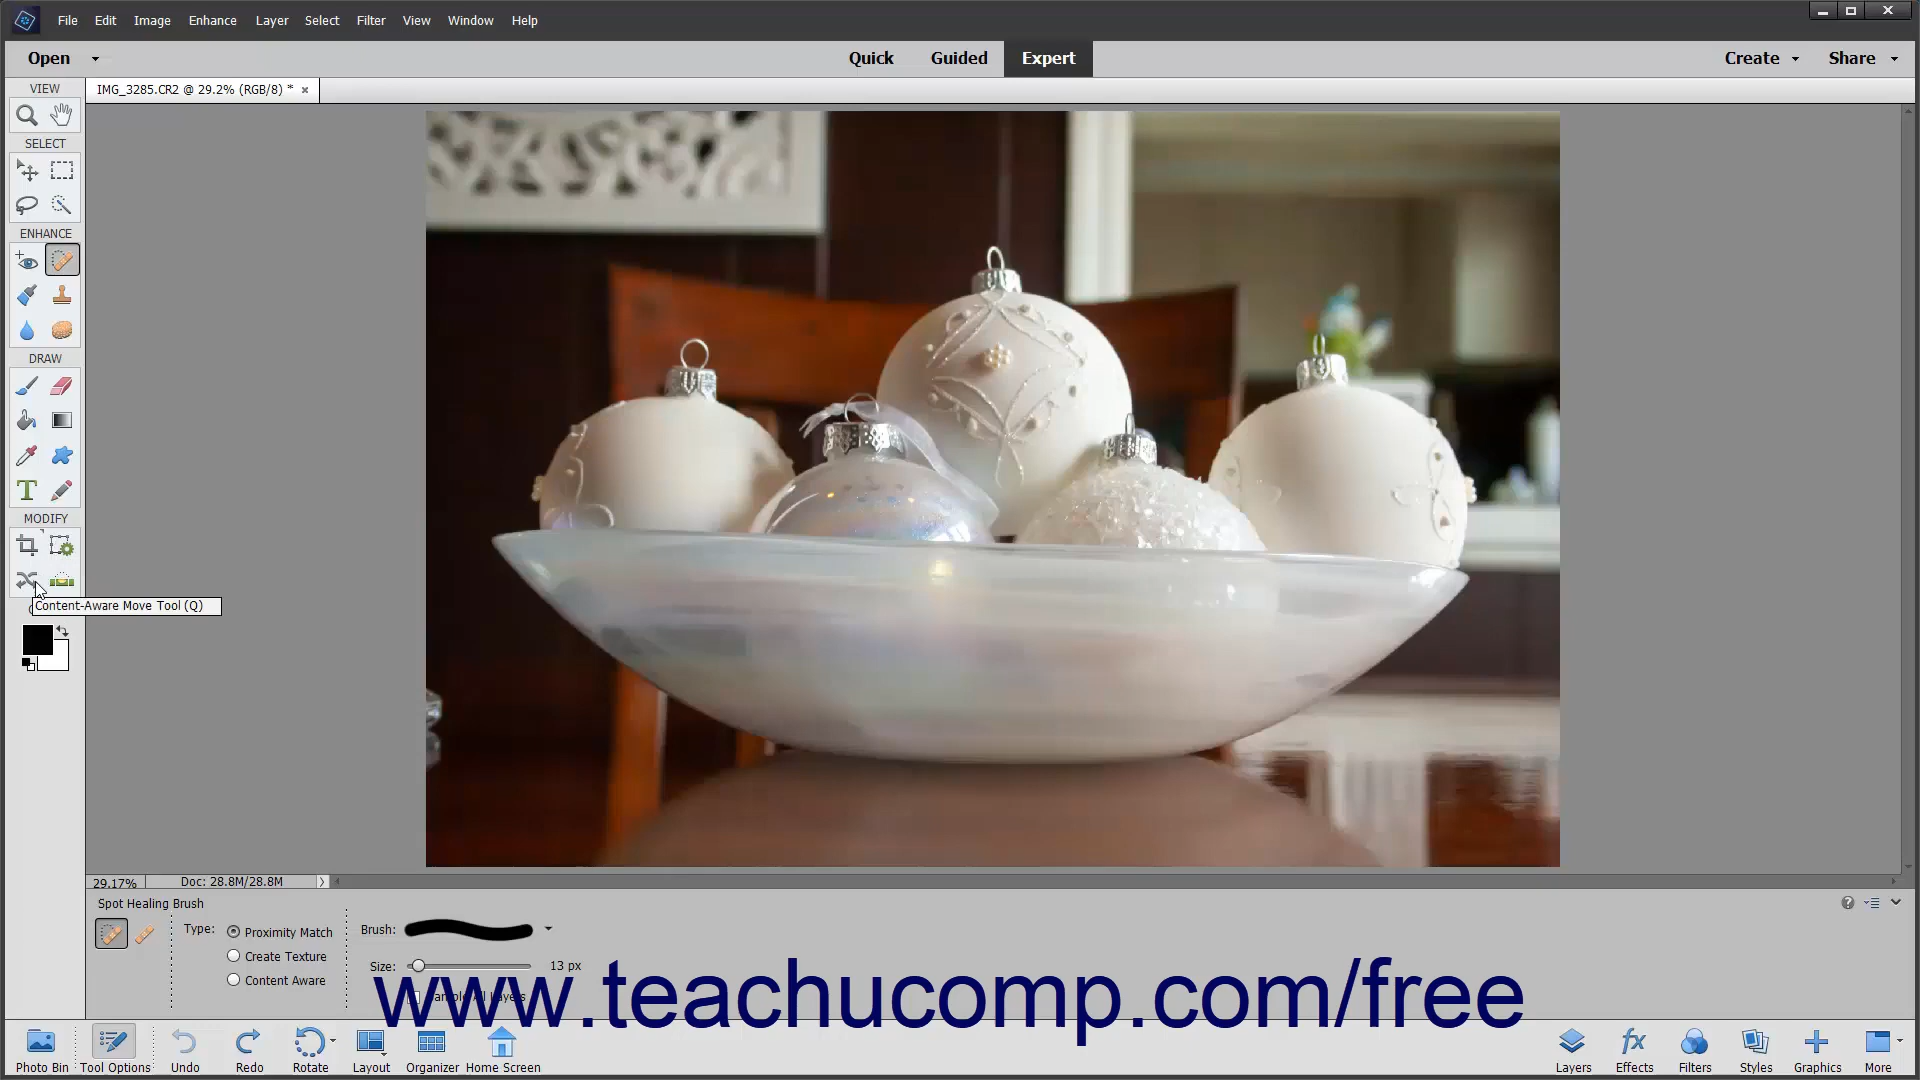 File Edit Image Enhance Layer Select Filter View Window Help
Open Quick Guided Expert Create Share
VIEW
IMG_3285.CR2 @ 29.2% (RGB/8) * ×
SELECT
ENHANCE
DRAW
T
MODIFY
Content-Aware Move Tool (Q)
29.17% Doc: 28.8M/28.8M
Spot Healing Brush
Type: Proximity Match
Create Texture
Content Aware
Brush:
Size: 13 px
www.teachucomp.com/free
Photo Bin Tool Options Undo Redo Rotate Layout Organizer Home Screen
fx
Layers Effects Filters Styles Graphics More